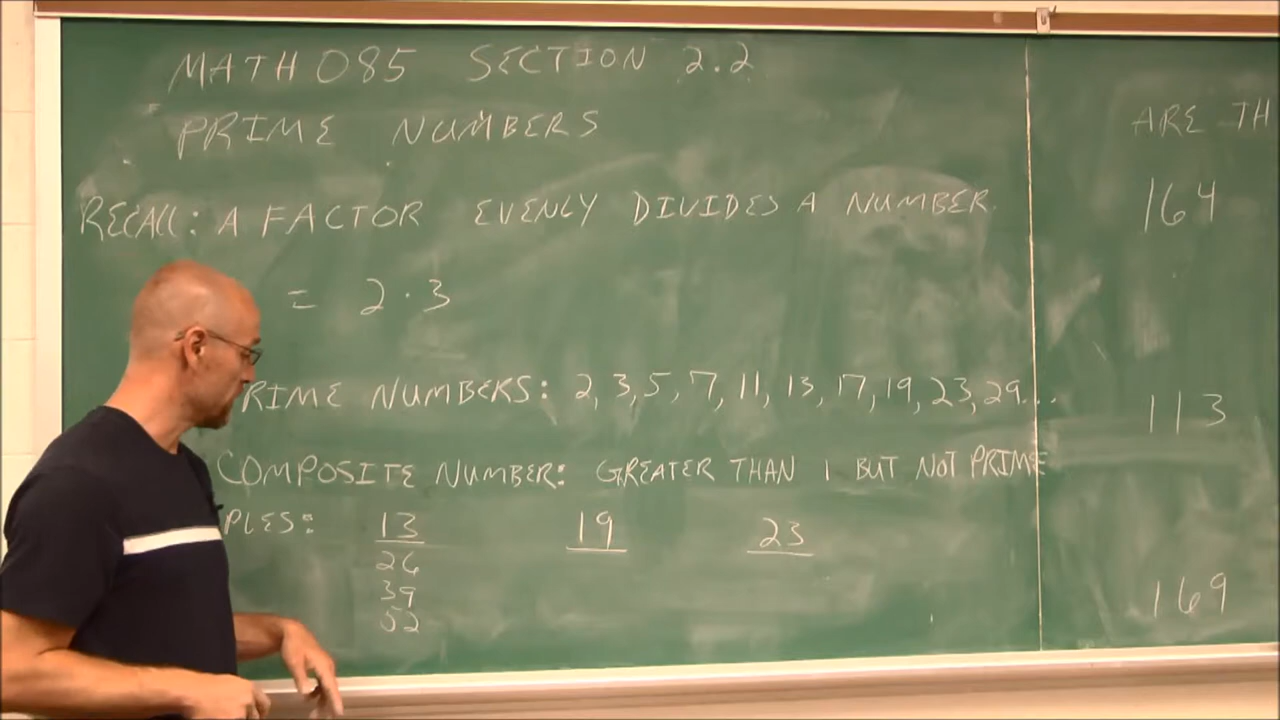 MATH 085 SECTION 2.2
PRIME NUMBERS
RECALL: A FACTOR EVENLY DIVIDES A NUMBER.
= 2 · 3
PRIME NUMBERS: 2, 3, 5, 7, 11, 13, 17, 19, 23, 29...
COMPOSITE NUMBER: GREATER THAN 1 BUT NOT PRIME
PLES: 13 19 23
26
39
52
ARE TH
164
113
169